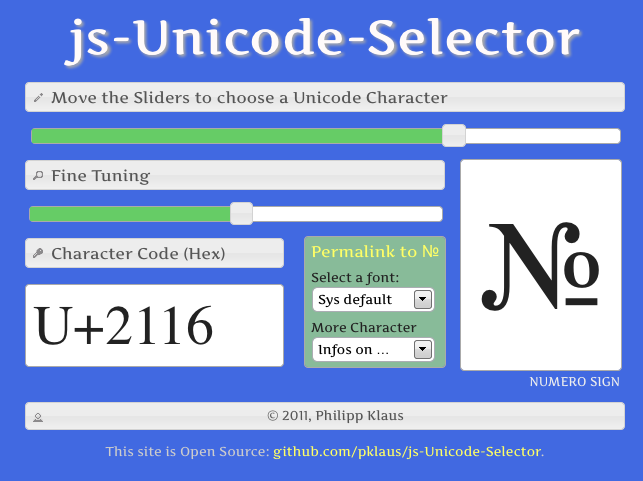 js-Unicode-Selector
Move the Sliders to choose a Unicode Character
Fine Tuning
№
Character Code (Hex)
U+2116
Permalink to №
Select a font:
Sys default
More Character
Infos on ...
NUMERO SIGN
© 2011, Philipp Klaus
This site is Open Source: github.com/pklaus/js-Unicode-Selector.